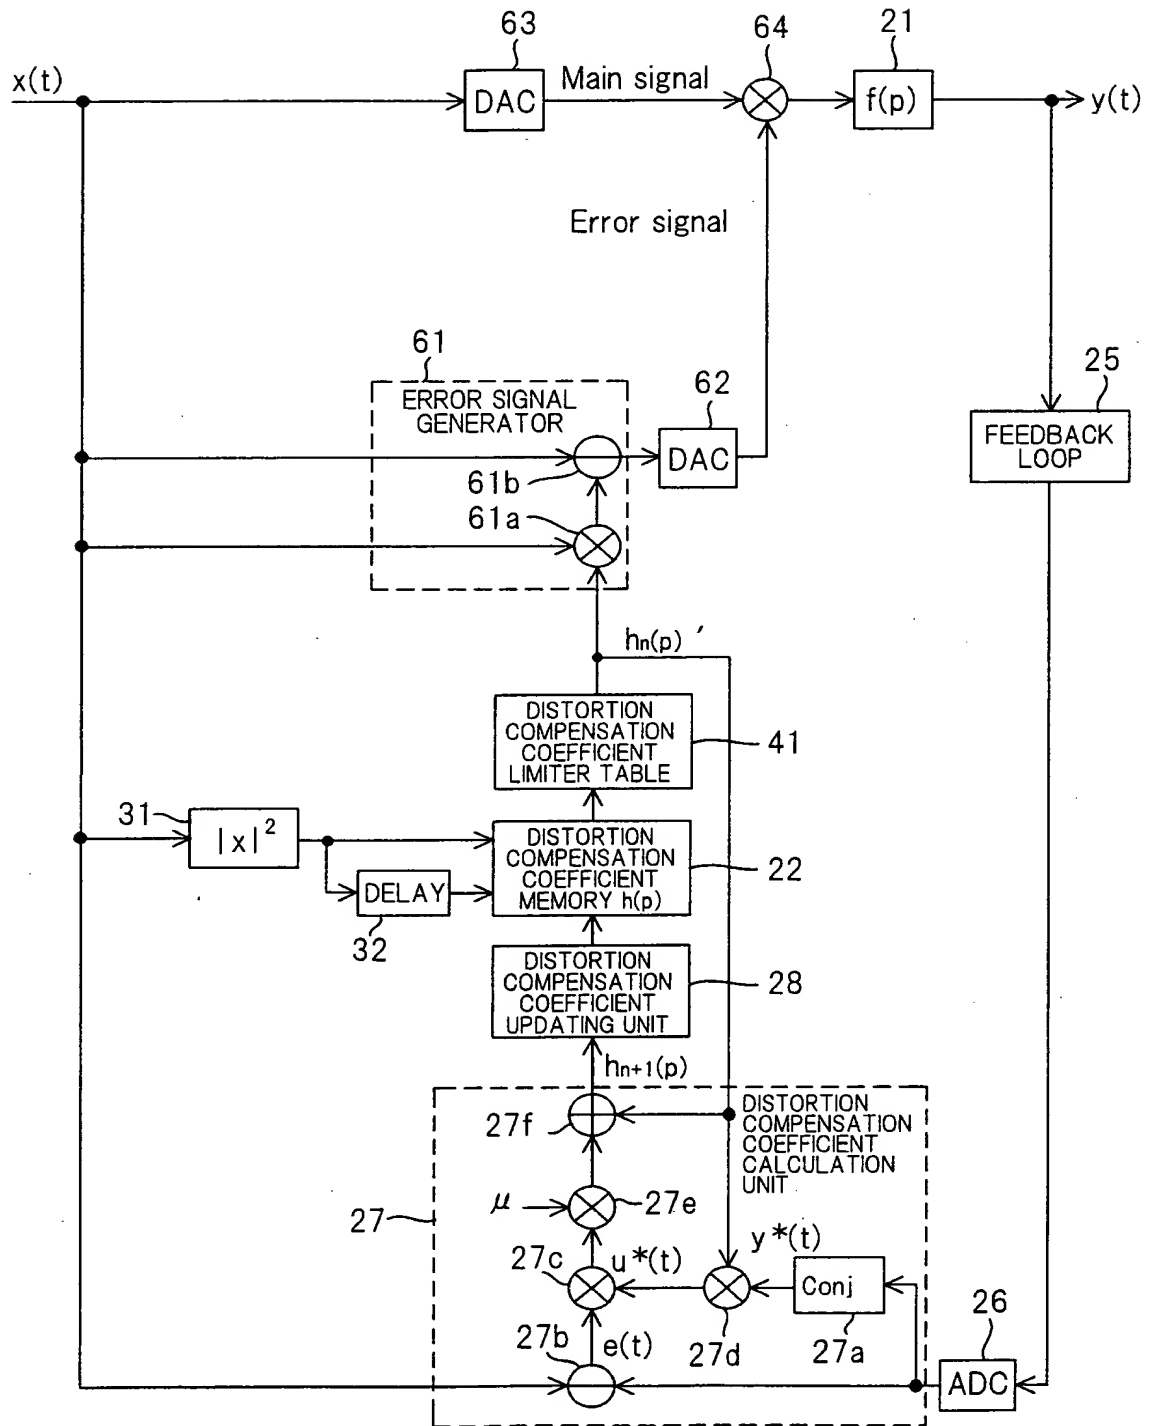 63
64
21
x(t)
DAC
Main signal
f(p)
y(t)
Error signal
61
ERROR SIGNAL
GENERATOR
62
DAC
25
FEEDBACK
LOOP
61b
61a
hn(p) ′
DISTORTION
COMPENSATION
COEFFICIENT
LIMITER TABLE
41
31
|x|²
DISTORTION
COMPENSATION
COEFFICIENT
MEMORY h(p)
22
DELAY
32
DISTORTION
COMPENSATION
COEFFICIENT
UPDATING UNIT
28
hn+1(p)
27f
DISTORTION
COMPENSATION
COEFFICIENT
CALCULATION
UNIT
μ
27e
27
27c
u*(t)
y*(t)
Conj
27d
27a
26
27b
e(t)
ADC